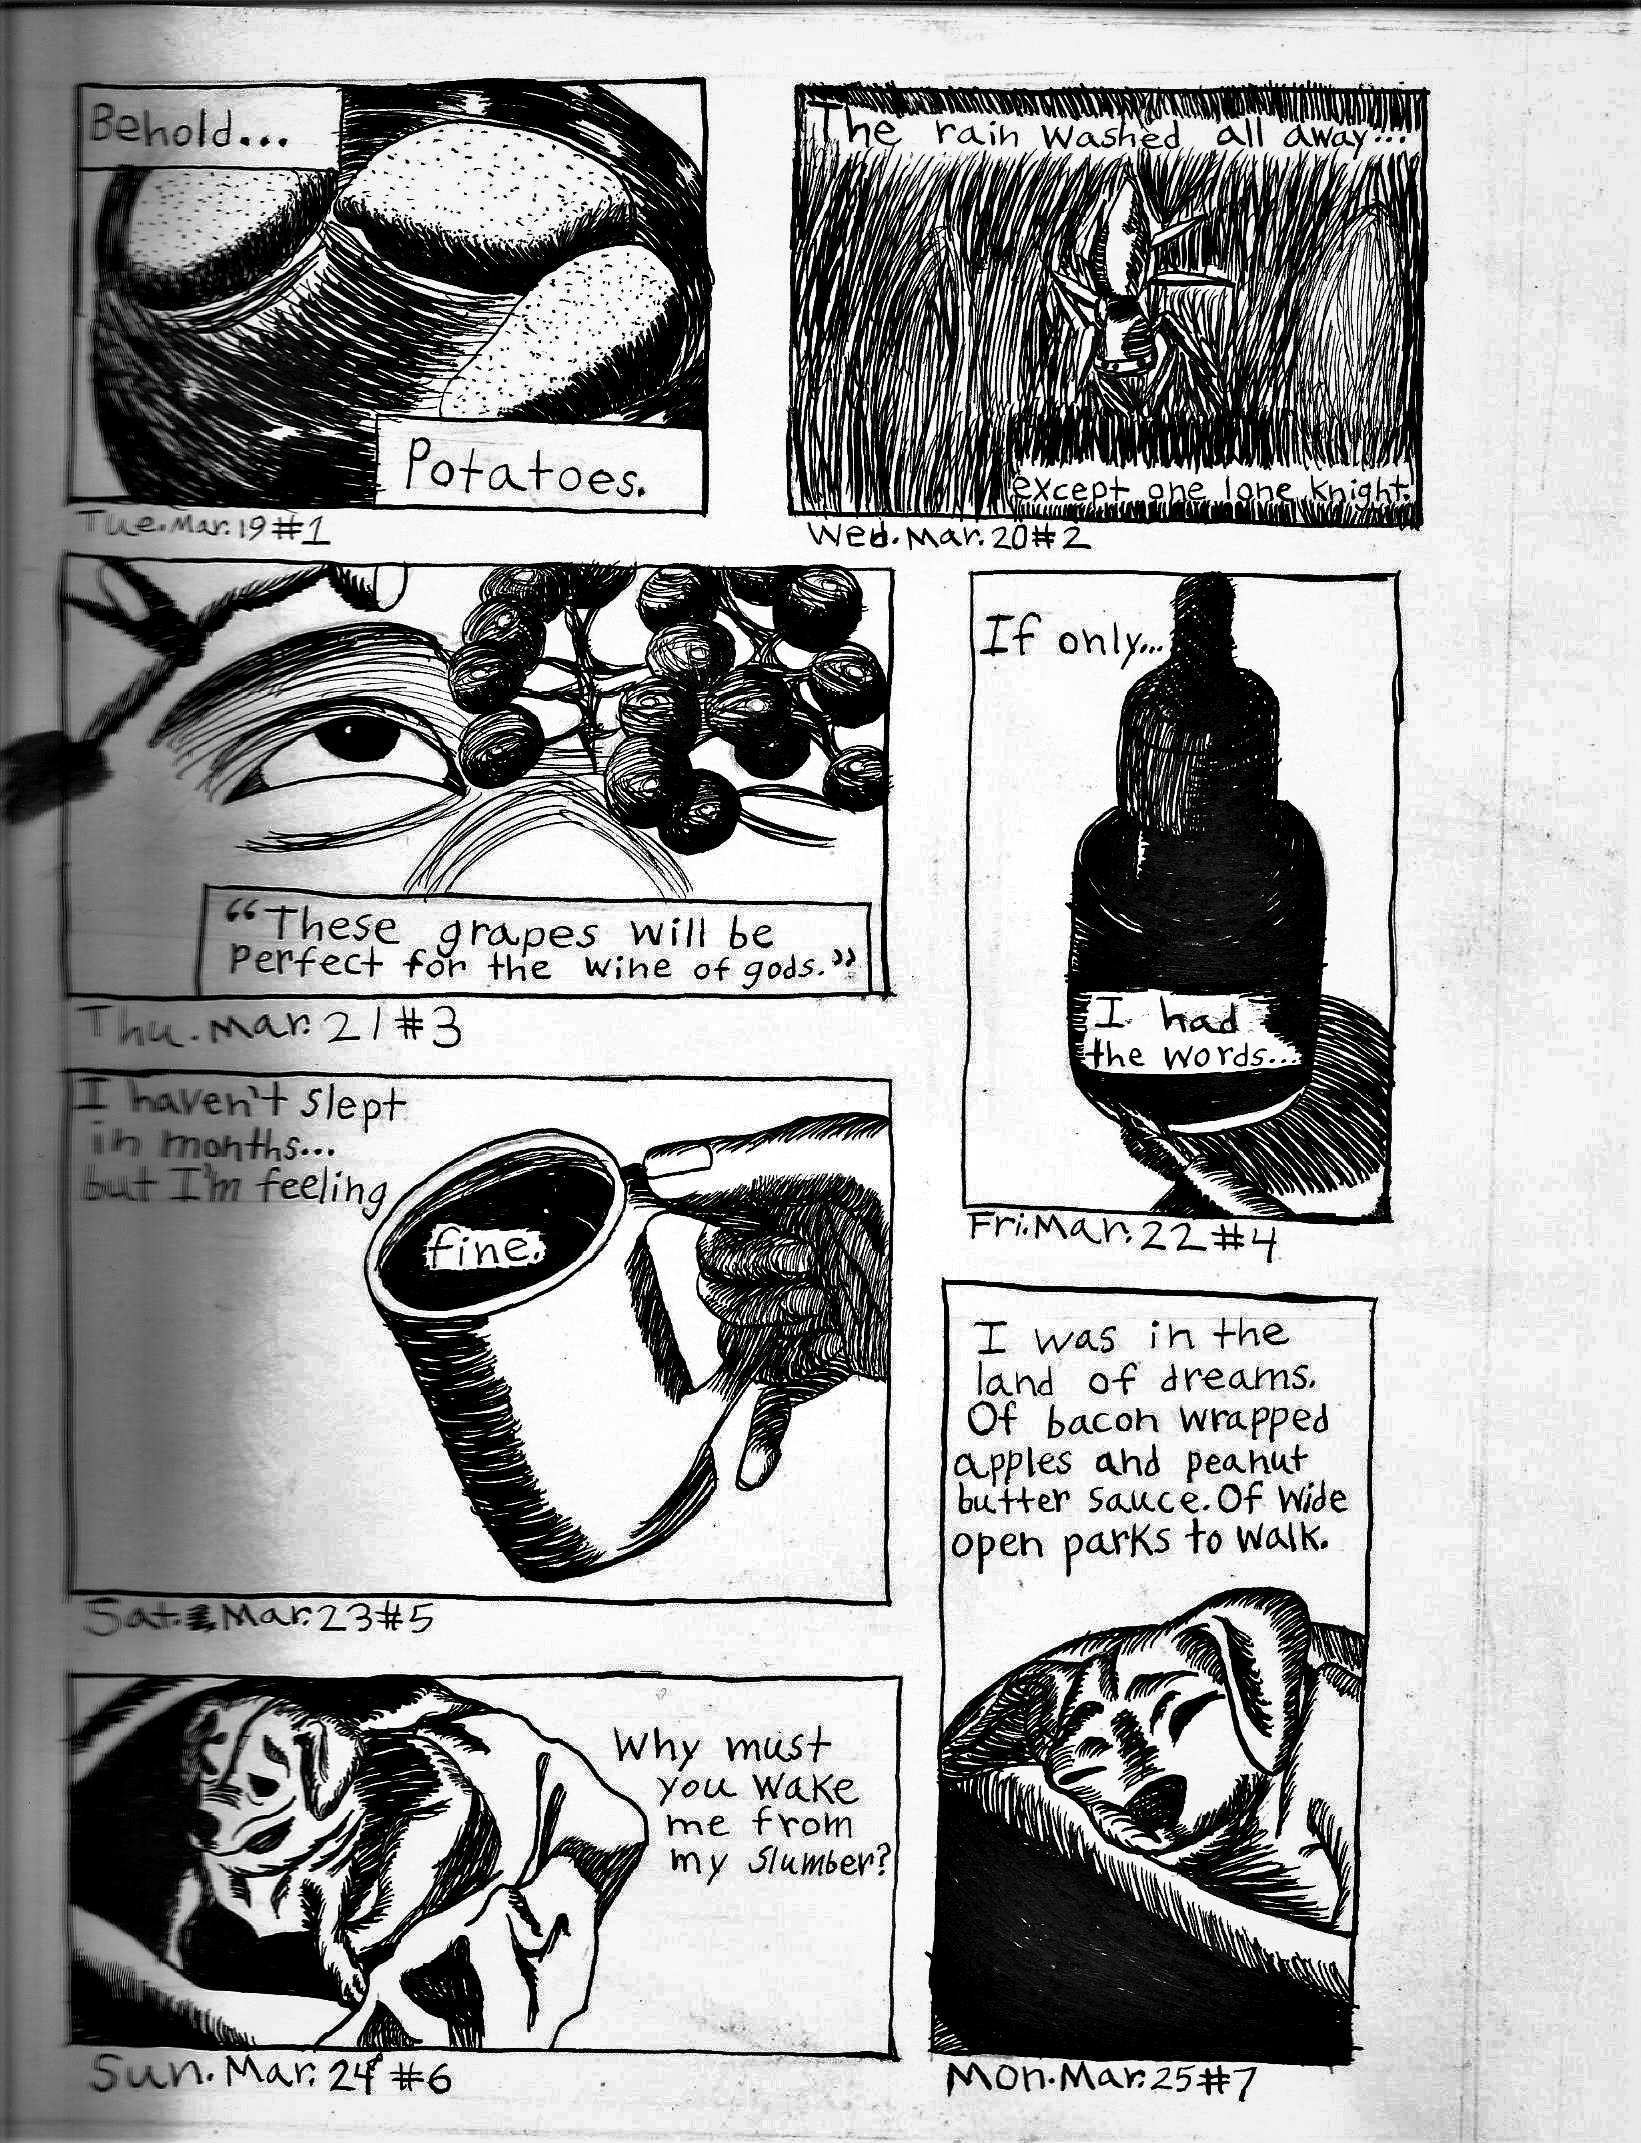 Behold...
Potatoes.
Tue.Mar.19#1
The rain washed all away...
except one lone knight.
Wed.Mar.20#2
"These grapes will be
perfect for the wine of gods."
Thu.Mar.21#3
If only...
I had
the words...
Fri.Mar.22#4
I haven't slept
in months...
but I'm feeling
fine.
Sat.Mar.23#5
Why must
you wake
me from
my slumber?
Sun.Mar.24#6
I was in the
land of dreams.
Of bacon wrapped
apples and peanut
butter sauce. Of wide
open parks to walk.
Mon.Mar.25#7